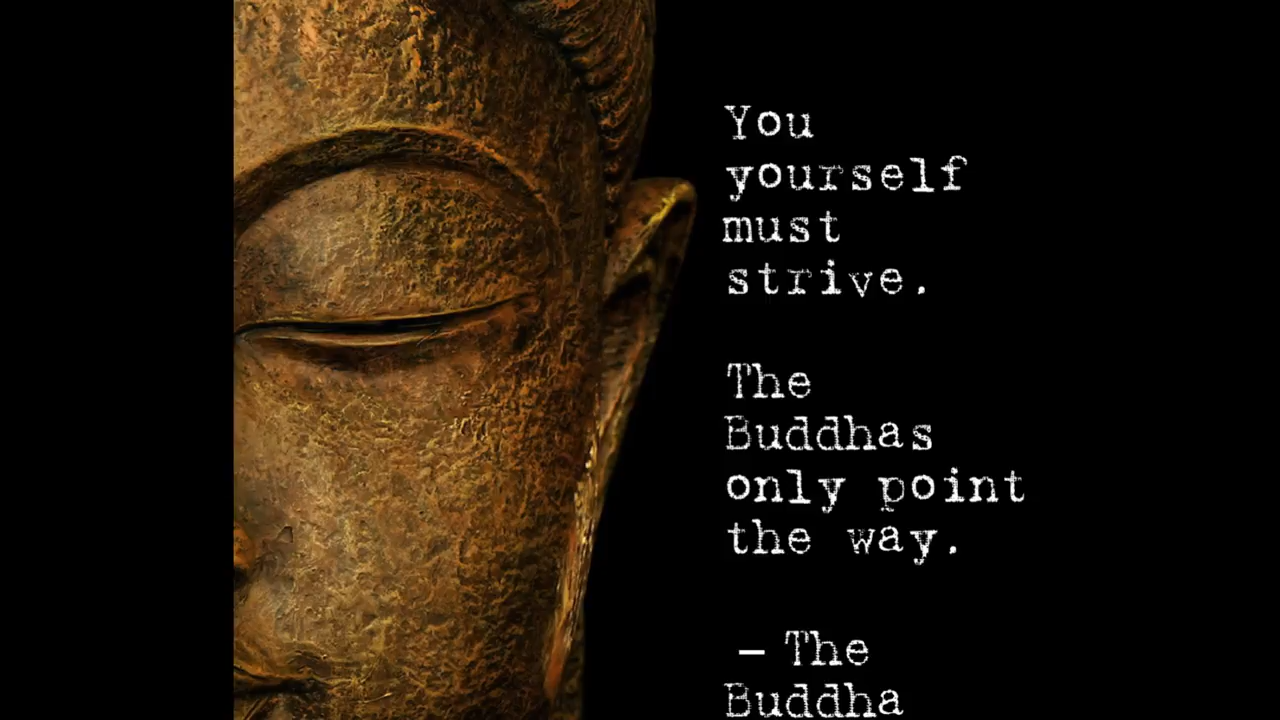 You
yourself
must
strive.
The
Buddhas
only point
the way.
– The
Buddha